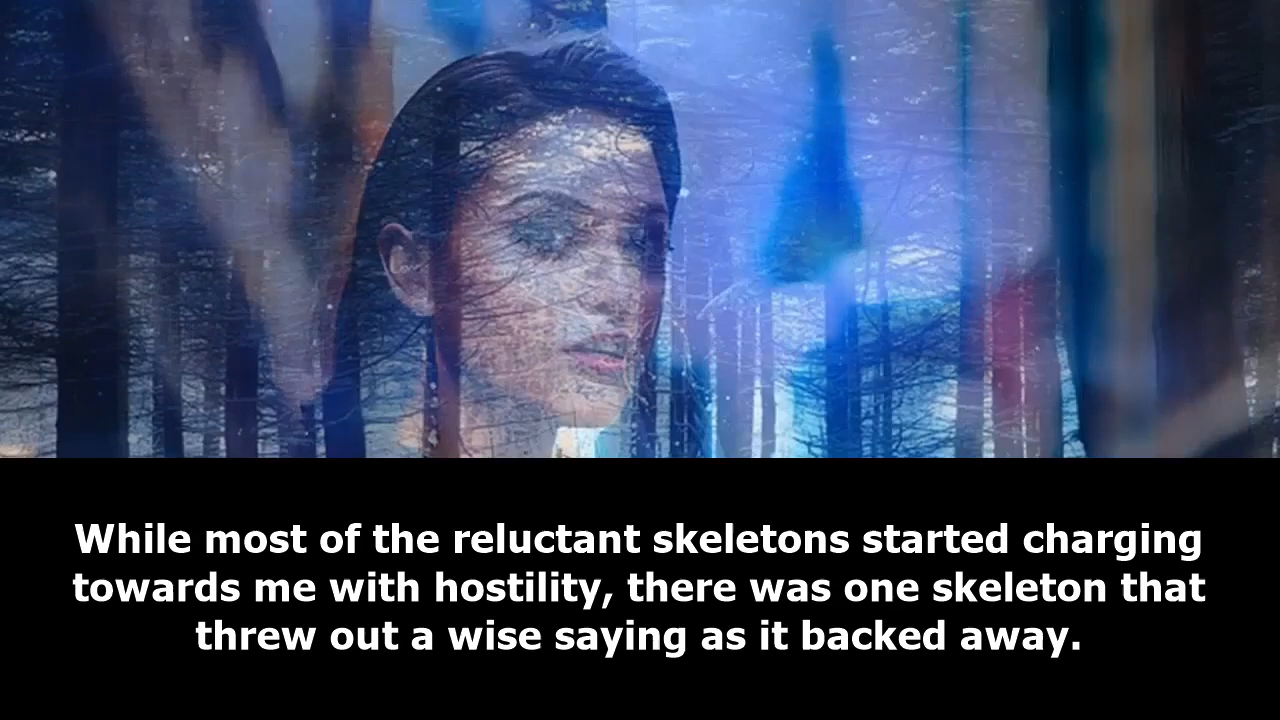 While most of the reluctant skeletons started charging
towards me with hostility, there was one skeleton that
threw out a wise saying as it backed away.